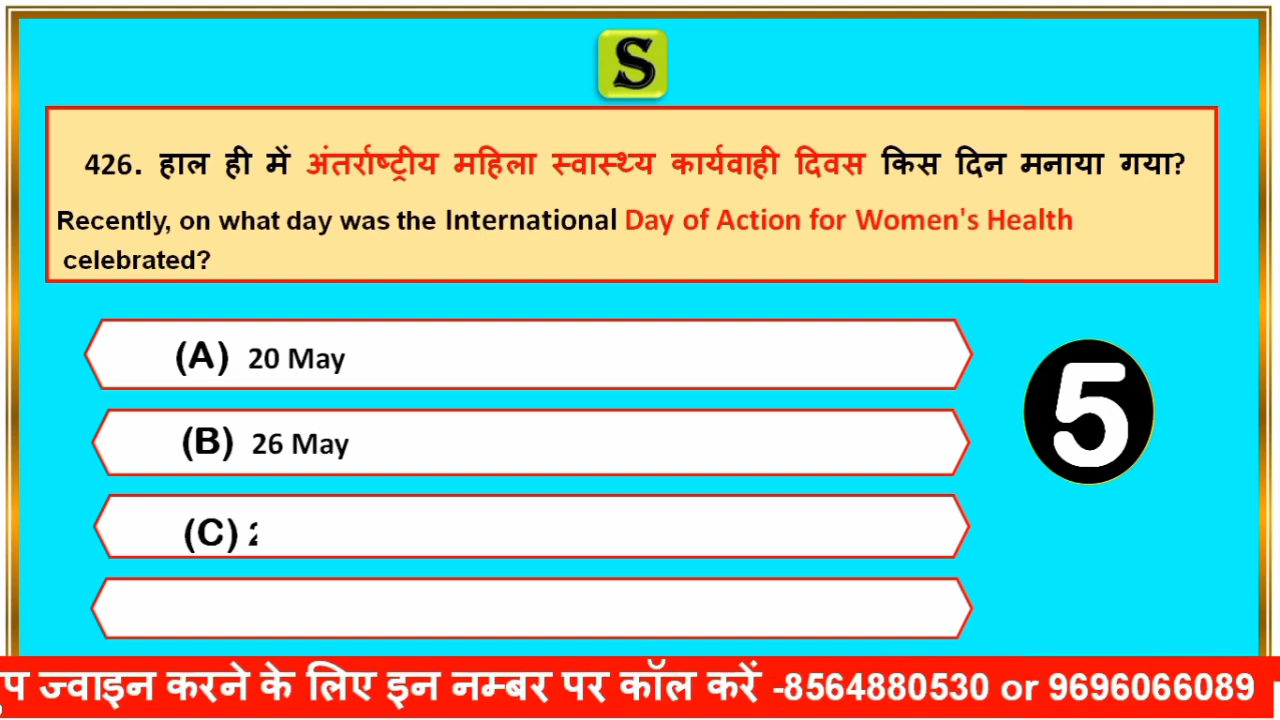 S
426. हाल ही में अंतर्राष्ट्रीय महिला स्वास्थ्य कार्यवाही दिवस किस दिन मनाया गया?
Recently, on what day was the International Day of Action for Women's Health
celebrated?
(A) 20 May
(B) 26 May
5
(C)
ज्वाइन करने के लिए इन नम्बर पर कॉल करें -8564880530 or 9696066089